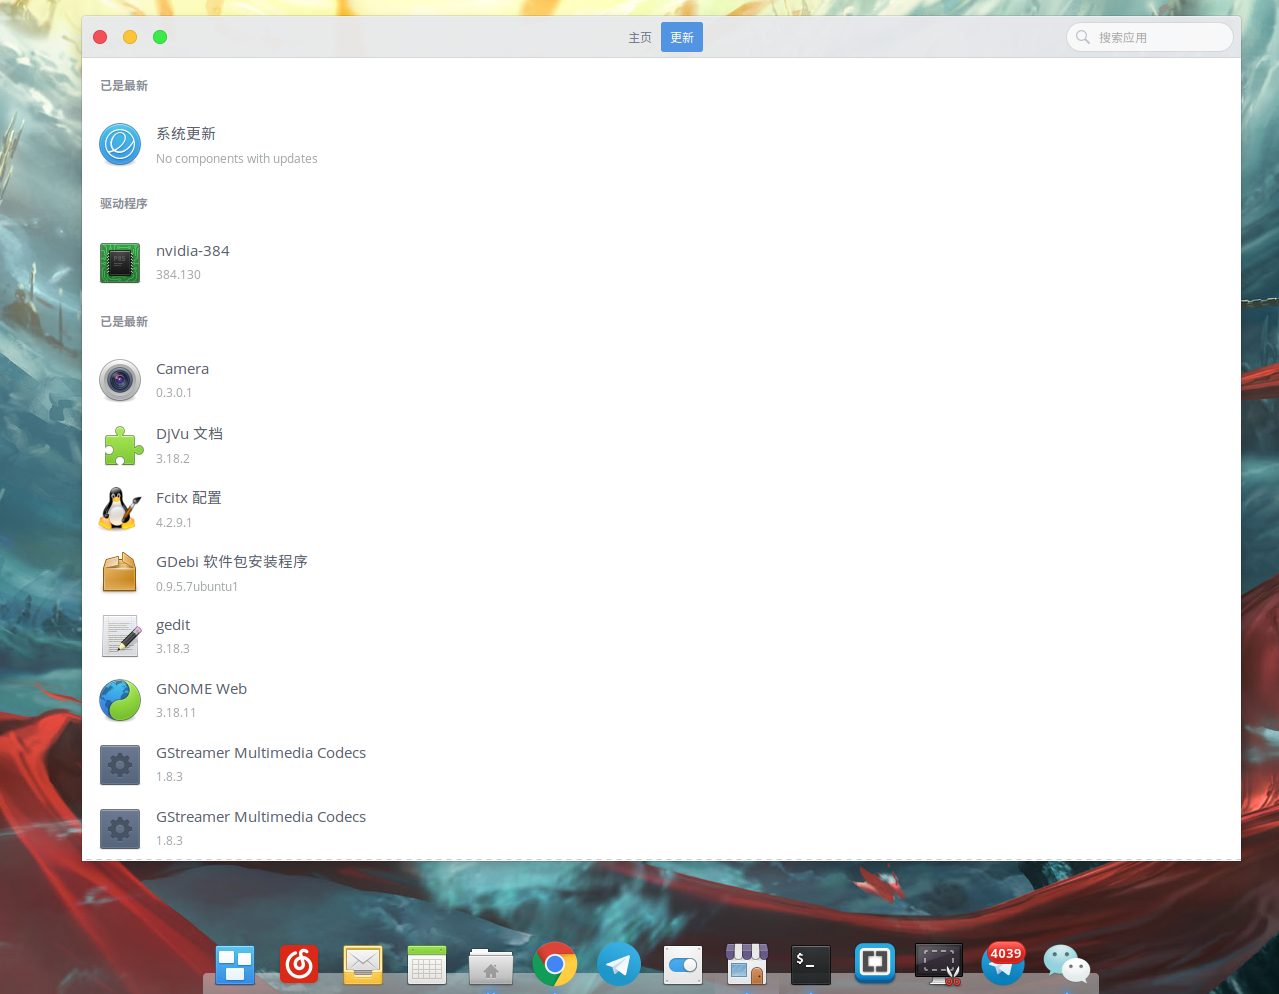 主页 更新 搜索应用
已是最新
系统更新
No components with updates
驱动程序
nvidia-384
384.130
已是最新
Camera
0.3.0.1
DjVu 文档
3.18.2
Fcitx 配置
4.2.9.1
GDebi 软件包安装程序
0.9.5.7ubuntu1
gedit
3.18.3
GNOME Web
3.18.11
GStreamer Multimedia Codecs
1.8.3
GStreamer Multimedia Codecs
1.8.3
$_
4039